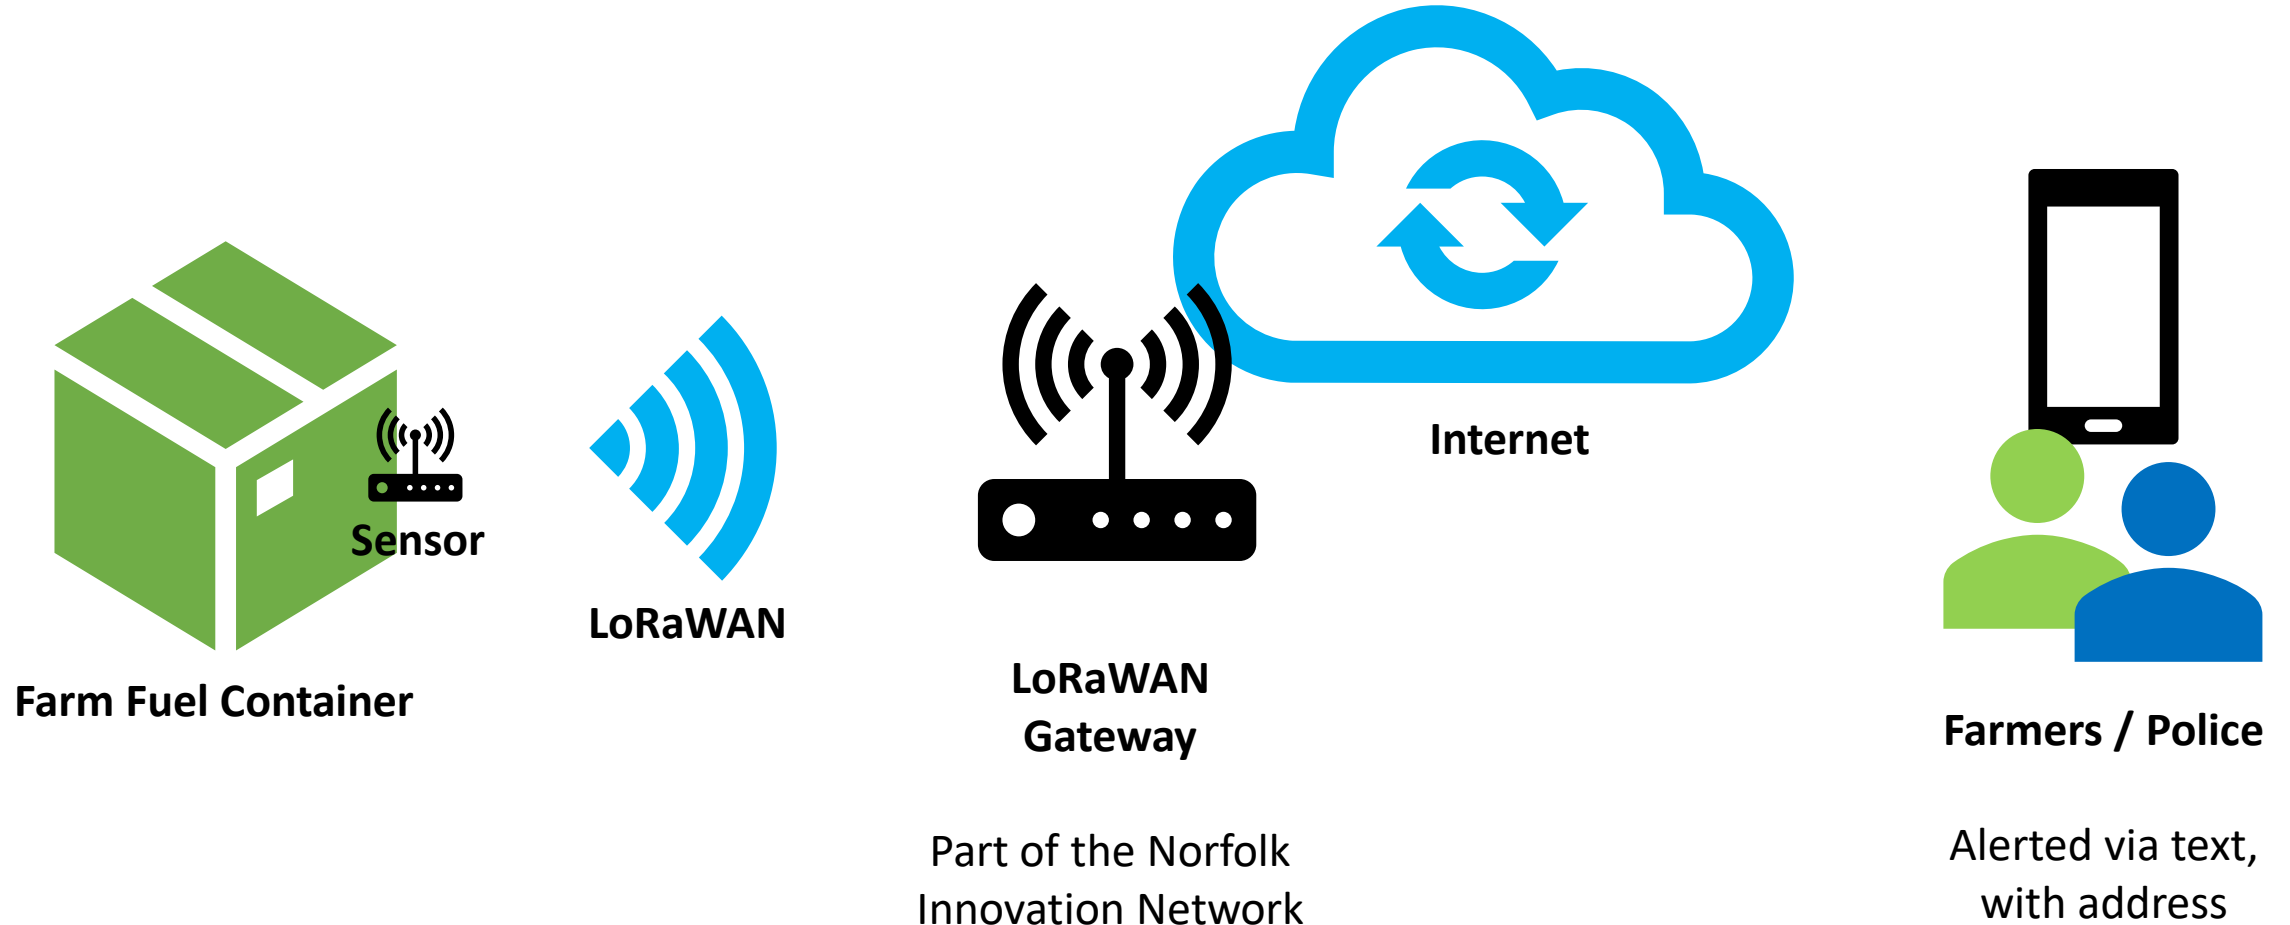 Sensor
Farm Fuel Container
LoRaWAN
LoRaWAN
Gateway
Part of the Norfolk
Innovation Network
Internet
Farmers / Police
Alerted via text,
with address